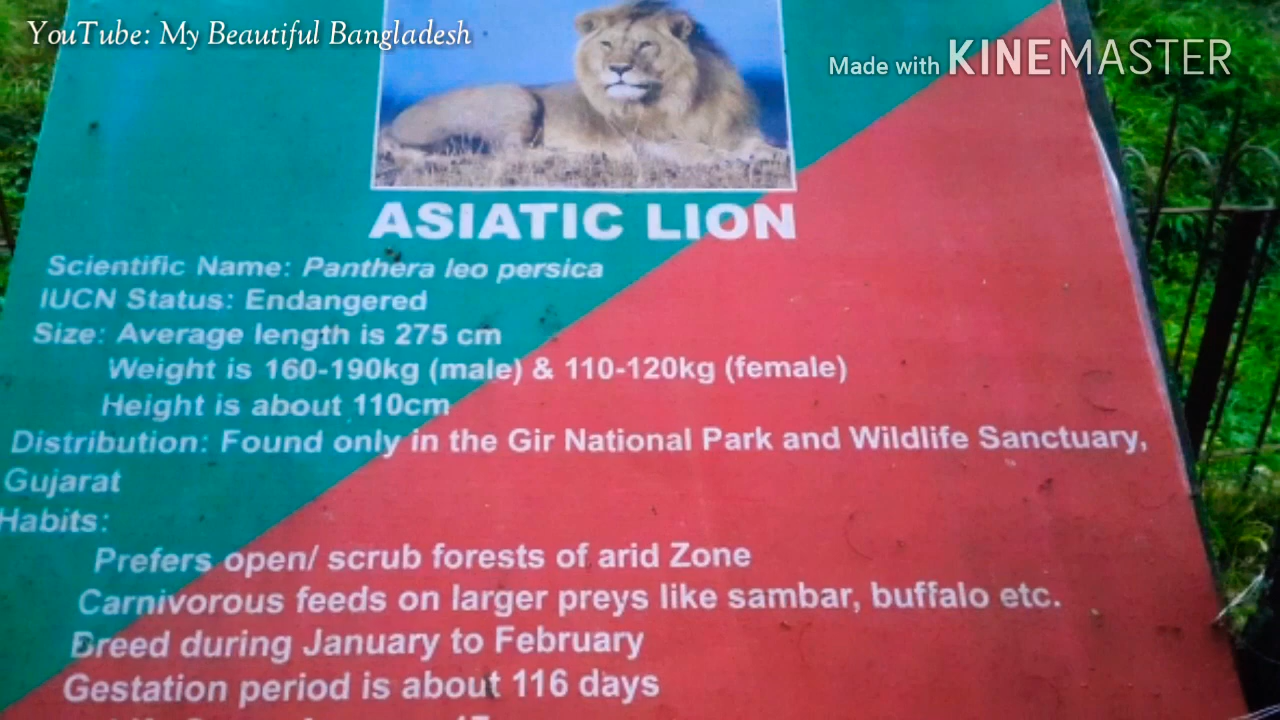 YouTube: My Beautiful Bangladesh
Made with KINEMASTER
ASIATIC LION
Scientific Name: Panthera leo persica
IUCN Status: Endangered
Size: Average length is 275 cm
Weight is 160-190kg (male) & 110-120kg (female)
Height is about 110cm
Distribution: Found only in the Gir National Park and Wildlife Sanctuary,
Gujarat
Habits:
Prefers open/ scrub forests of arid Zone
Carnivorous feeds on larger preys like sambar, buffalo etc.
Breed during January to February
Gestation period is about 116 days